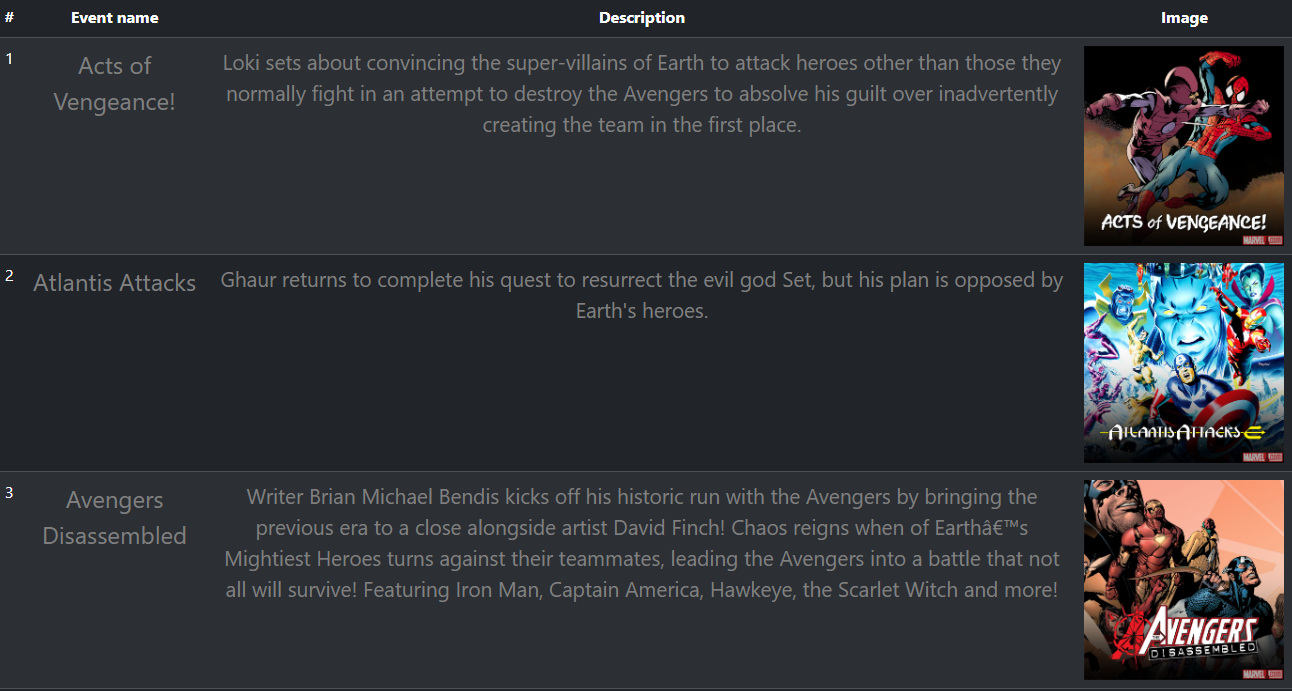 # Event name Description Image
1 Acts of Vengeance!
Loki sets about convincing the super-villains of Earth to attack heroes other than those they
normally fight in an attempt to destroy the Avengers to absolve his guilt over inadvertently
creating the team in the first place.
ACTS of VENGEANCE!
MARVEL
2 Atlantis Attacks
Ghaur returns to complete his quest to resurrect the evil god Set, but his plan is opposed by
Earth's heroes.
ATLANTIS ATTACKS
MARVEL
3 Avengers
Disassembled
Writer Brian Michael Bendis kicks off his historic run with the Avengers by bringing the
previous era to a close alongside artist David Finch! Chaos reigns when of Earthâ€™s
Mightiest Heroes turns against their teammates, leading the Avengers into a battle that not
all will survive! Featuring Iron Man, Captain America, Hawkeye, the Scarlet Witch and more!
AVENGERS
DISASSEMBLED
MARVEL